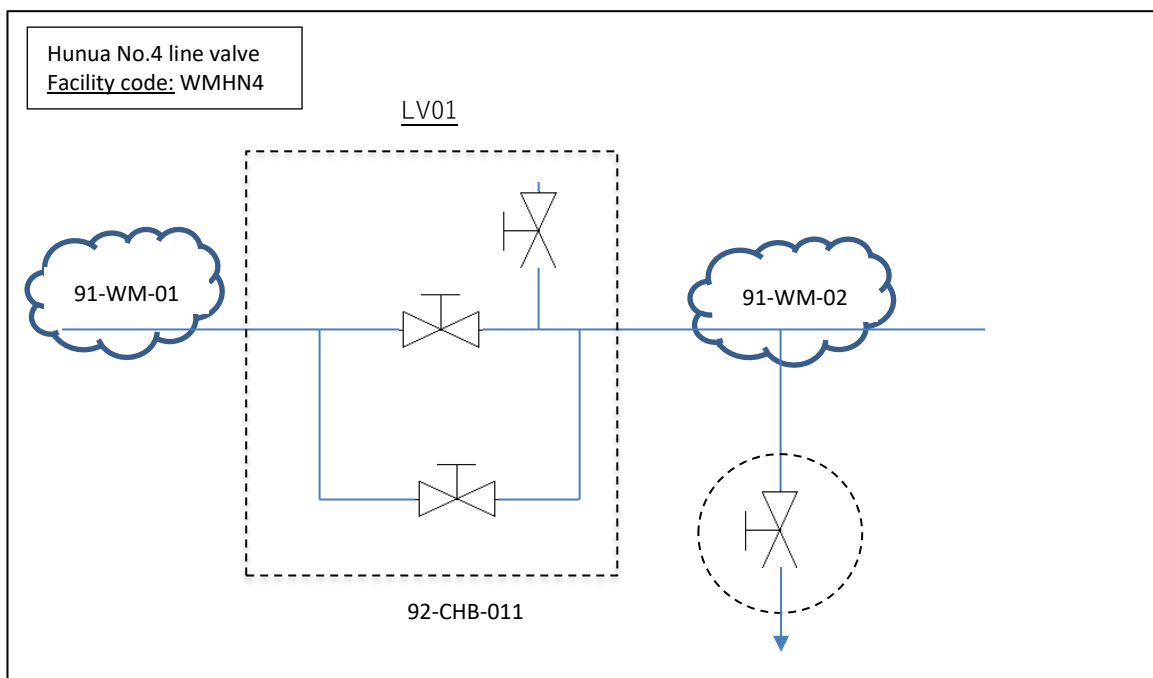 Hunua No.4 line valve
Facility code: WMHN4
LV01
91-WM-01
91-WM-02
92-CHB-011